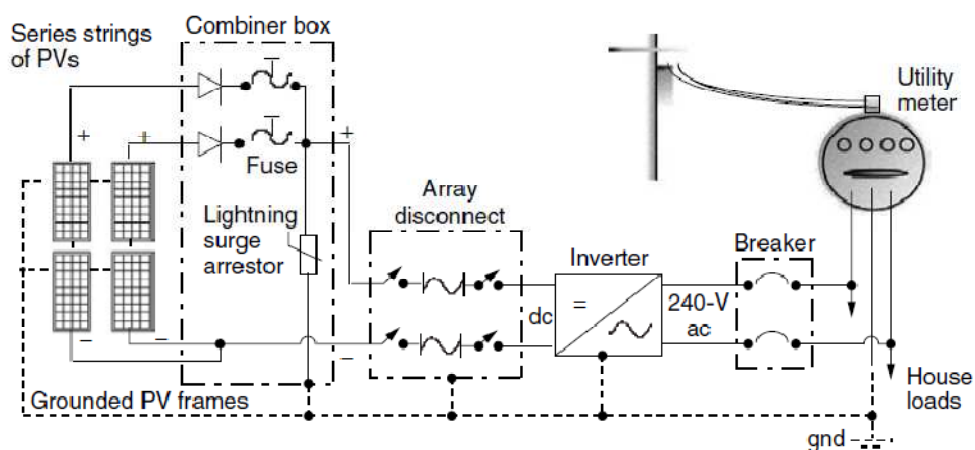 Combiner box
Series strings
of PVs
Utility
meter
+
+
+
Fuse
Array
disconnect
Lightning
surge
arrestor
Inverter
Breaker
=
dc
240-V
ac
–
–
–
Grounded PV frames
House
loads
gnd